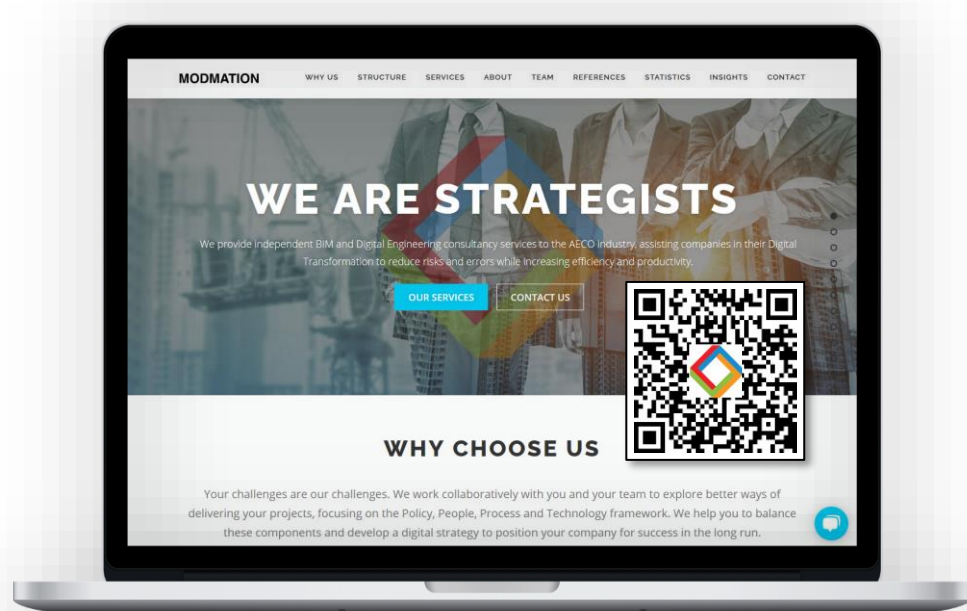 MODMATION
WHY US STRUCTURE SERVICES ABOUT TEAM REFERENCES STATISTICS INSIGHTS CONTACT
WE ARE STRATEGISTS
We provide independent BIM and Digital Engineering consultancy services to the AECO industry, assisting companies in their Digital
Transformation to reduce risks and errors while increasing efficiency and productivity.
OUR SERVICES CONTACT US
WHY CHOOSE US
Your challenges are our challenges. We work collaboratively with you and your team to explore better ways of
delivering your projects, focusing on the Policy, People, Process and Technology framework. We help you to balance
these components and develop a digital strategy to position your company for success in the long run.